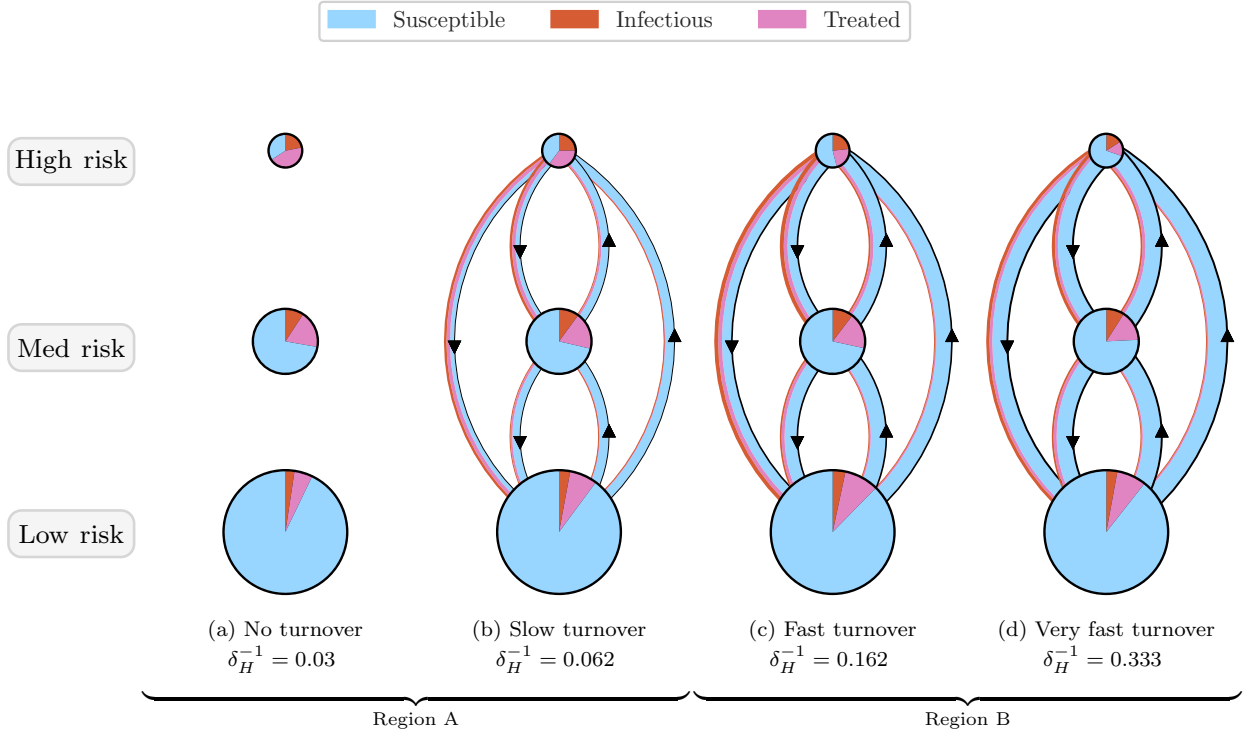 Susceptible Infectious Treated
High risk
Med risk
Low risk
(a) No turnover
δ_H^{-1} = 0.03
(b) Slow turnover
δ_H^{-1} = 0.062
(c) Fast turnover
δ_H^{-1} = 0.162
(d) Very fast turnover
δ_H^{-1} = 0.333
Region A
Region B